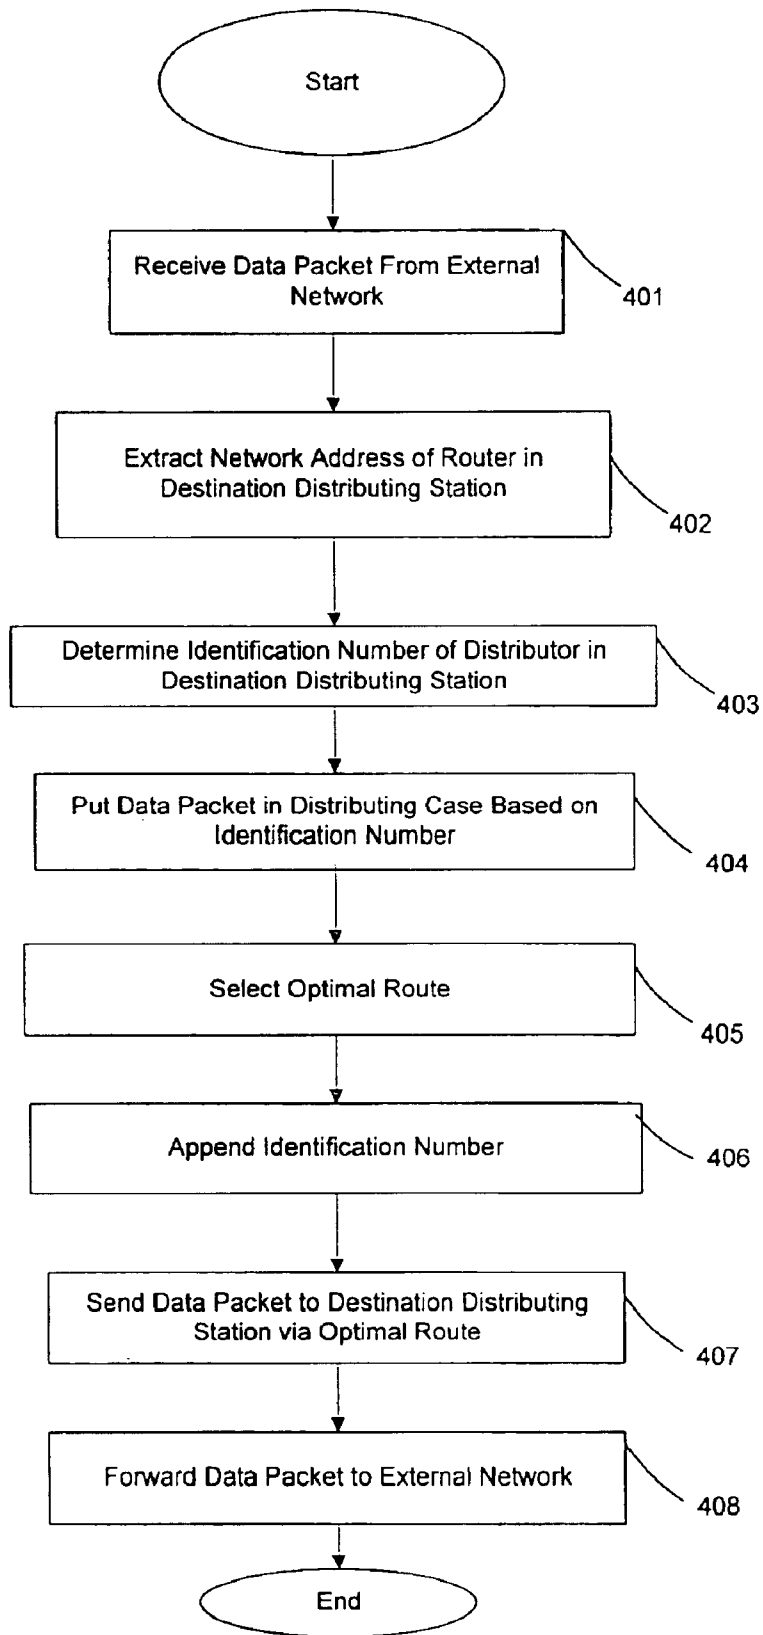 Start
Receive Data Packet From External
Network
401
Extract Network Address of Router in
Destination Distributing Station
402
Determine Identification Number of Distributor in
Destination Distributing Station
403
Put Data Packet in Distributing Case Based on
Identification Number
404
Select Optimal Route
405
Append Identification Number
406
Send Data Packet to Destination Distributing
Station via Optimal Route
407
Forward Data Packet to External Network
408
End